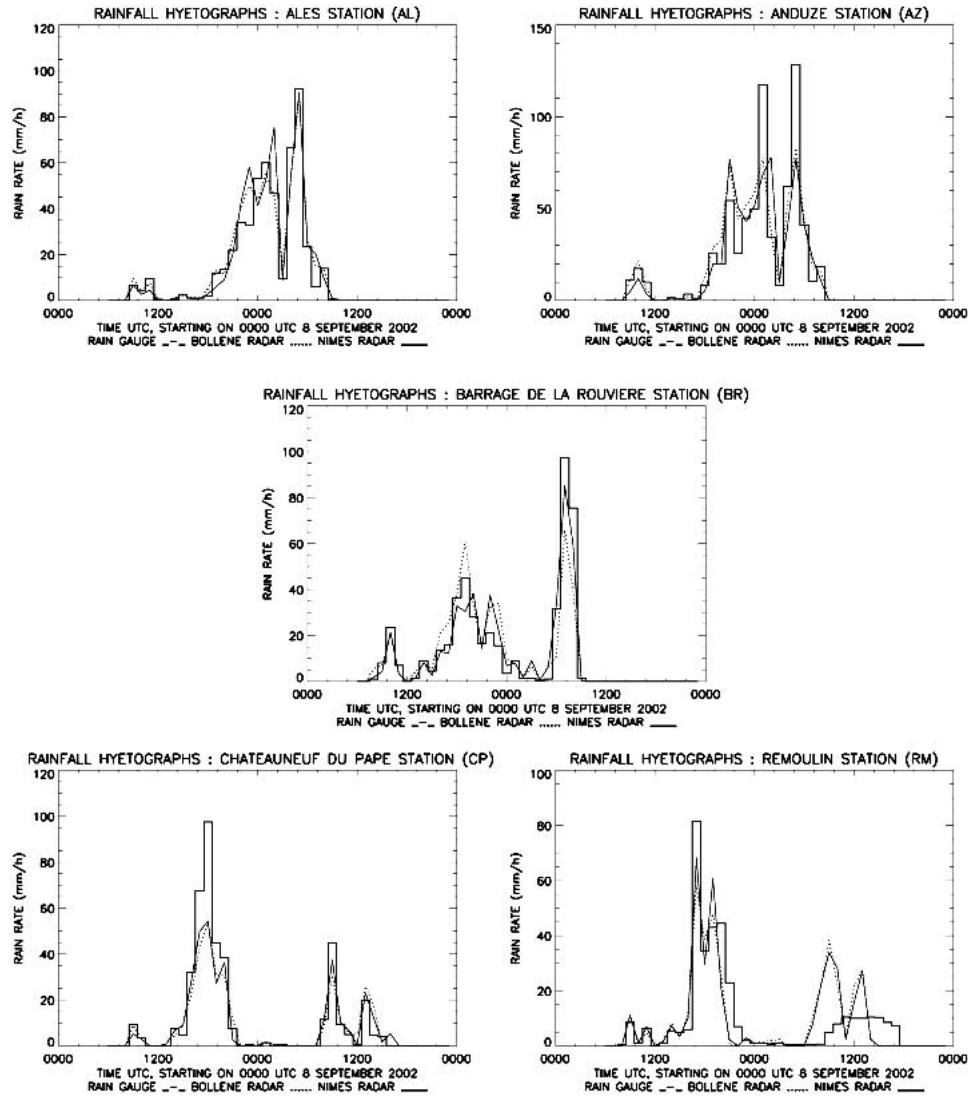 RAINFALL HYETOGRAPHS : ALES STATION (AL)
120
100
80
60
40
20
0
RAIN RATE (mm/h)
0000 1200 0000 1200 0000
TIME UTC, STARTING ON 0000 UTC 8 SEPTEMBER 2002
RAIN GAUGE _-_ BOLLENE RADAR ...... NIMES RADAR ___
RAINFALL HYETOGRAPHS : ANDUZE STATION (AZ)
150
100
50
0
RAIN RATE (mm/h)
0000 1200 0000 1200 0000
TIME UTC, STARTING ON 0000 UTC 8 SEPTEMBER 2002
RAIN GAUGE _-_ BOLLENE RADAR ...... NIMES RADAR ___
RAINFALL HYETOGRAPHS : BARRAGE DE LA ROUVIERE STATION (BR)
120
100
80
60
40
20
0
RAIN RATE (mm/h)
0000 1200 0000 1200 0000
TIME UTC, STARTING ON 0000 UTC 8 SEPTEMBER 2002
RAIN GAUGE _-_ BOLLENE RADAR ...... NIMES RADAR ___
RAINFALL HYETOGRAPHS : CHATEAUNEUF DU PAPE STATION (CP)
120
100
80
60
40
20
0
RAIN RATE (mm/h)
0000 1200 0000 1200 0000
TIME UTC, STARTING ON 0000 UTC 8 SEPTEMBER 2002
RAIN GAUGE _-_ BOLLENE RADAR ...... NIMES RADAR ___
RAINFALL HYETOGRAPHS : REMOULIN STATION (RM)
100
80
60
40
20
0
RAIN RATE (mm/h)
0000 1200 0000 1200 0000
TIME UTC, STARTING ON 0000 UTC 8 SEPTEMBER 2002
RAIN GAUGE _-_ BOLLENE RADAR ...... NIMES RADAR ___